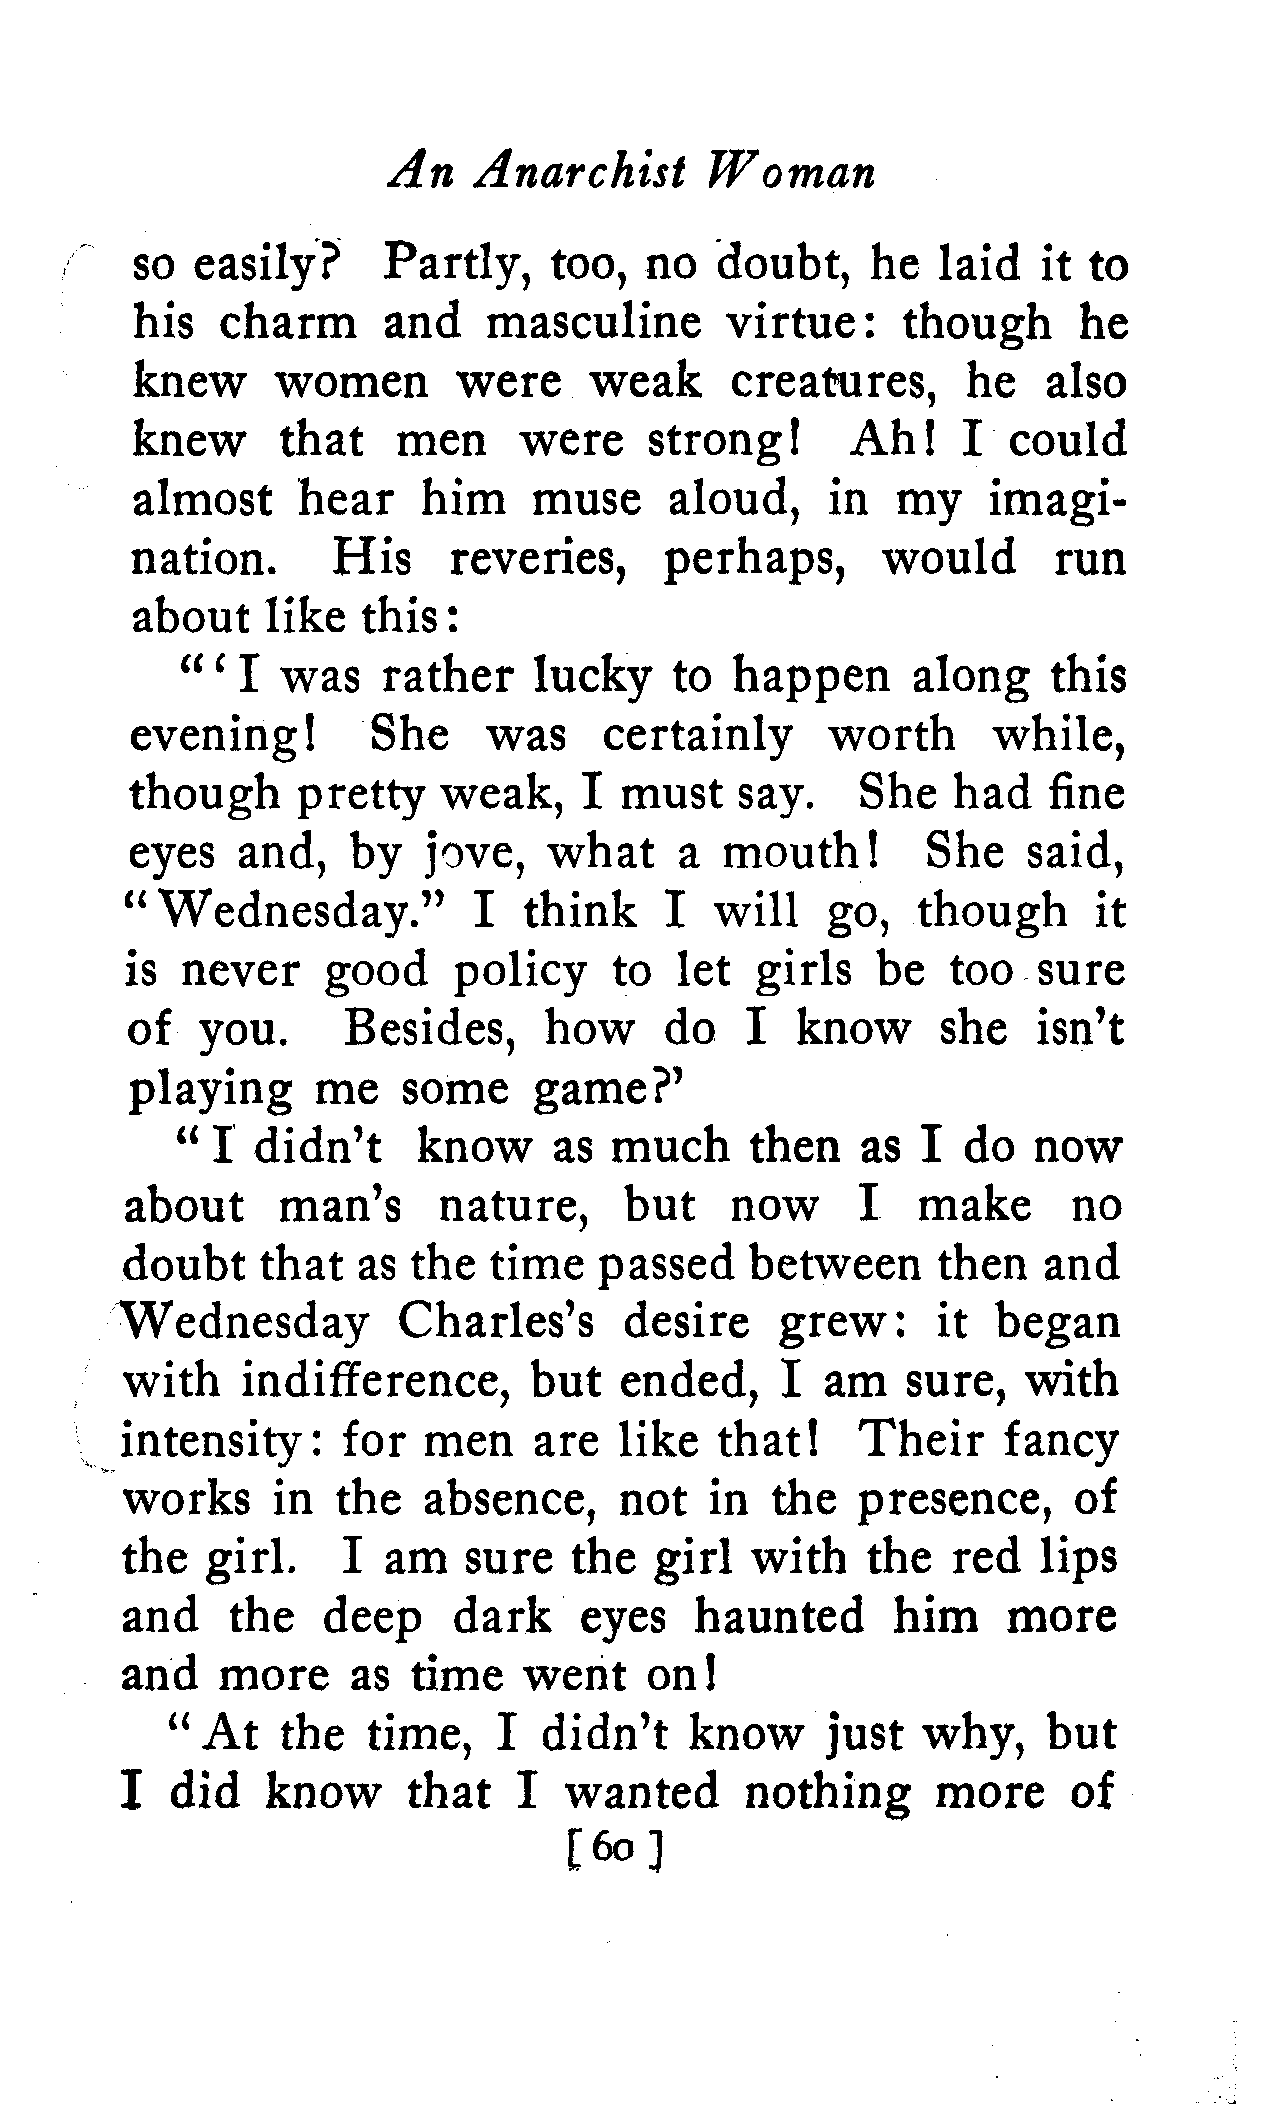 An Anarchist Woman
so easily? Partly, too, no doubt, he laid it to
his charm and masculine virtue: though he
knew women were weak creatures, he also
knew that men were strong! Ah! I could
almost hear him muse aloud, in my imagi-
nation. His reveries, perhaps, would run
about like this:
"'I was rather lucky to happen along this
evening! She was certainly worth while,
though pretty weak, I must say. She had fine
eyes and, by jove, what a mouth! She said,
"Wednesday." I think I will go, though it
is never good policy to let girls be too sure
of you. Besides, how do I know she isn't
playing me some game?'
"I didn't know as much then as I do now
about man's nature, but now I make no
doubt that as the time passed between then and
Wednesday Charles's desire grew: it began
with indifference, but ended, I am sure, with
intensity: for men are like that! Their fancy
works in the absence, not in the presence, of
the girl. I am sure the girl with the red lips
and the deep dark eyes haunted him more
and more as time went on!
"At the time, I didn't know just why, but
I did know that I wanted nothing more of
[60]